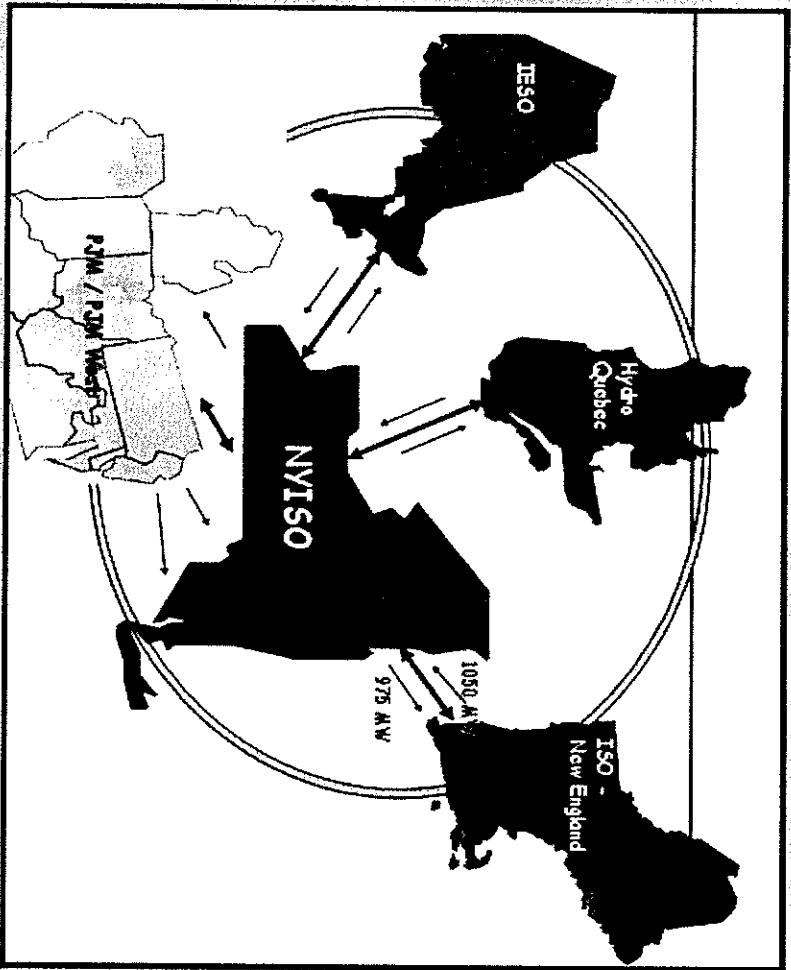 IESO
Hydro
Quebec
ISO -
New England
NYISO
1050 MW
975 MW
PJM / PJM West